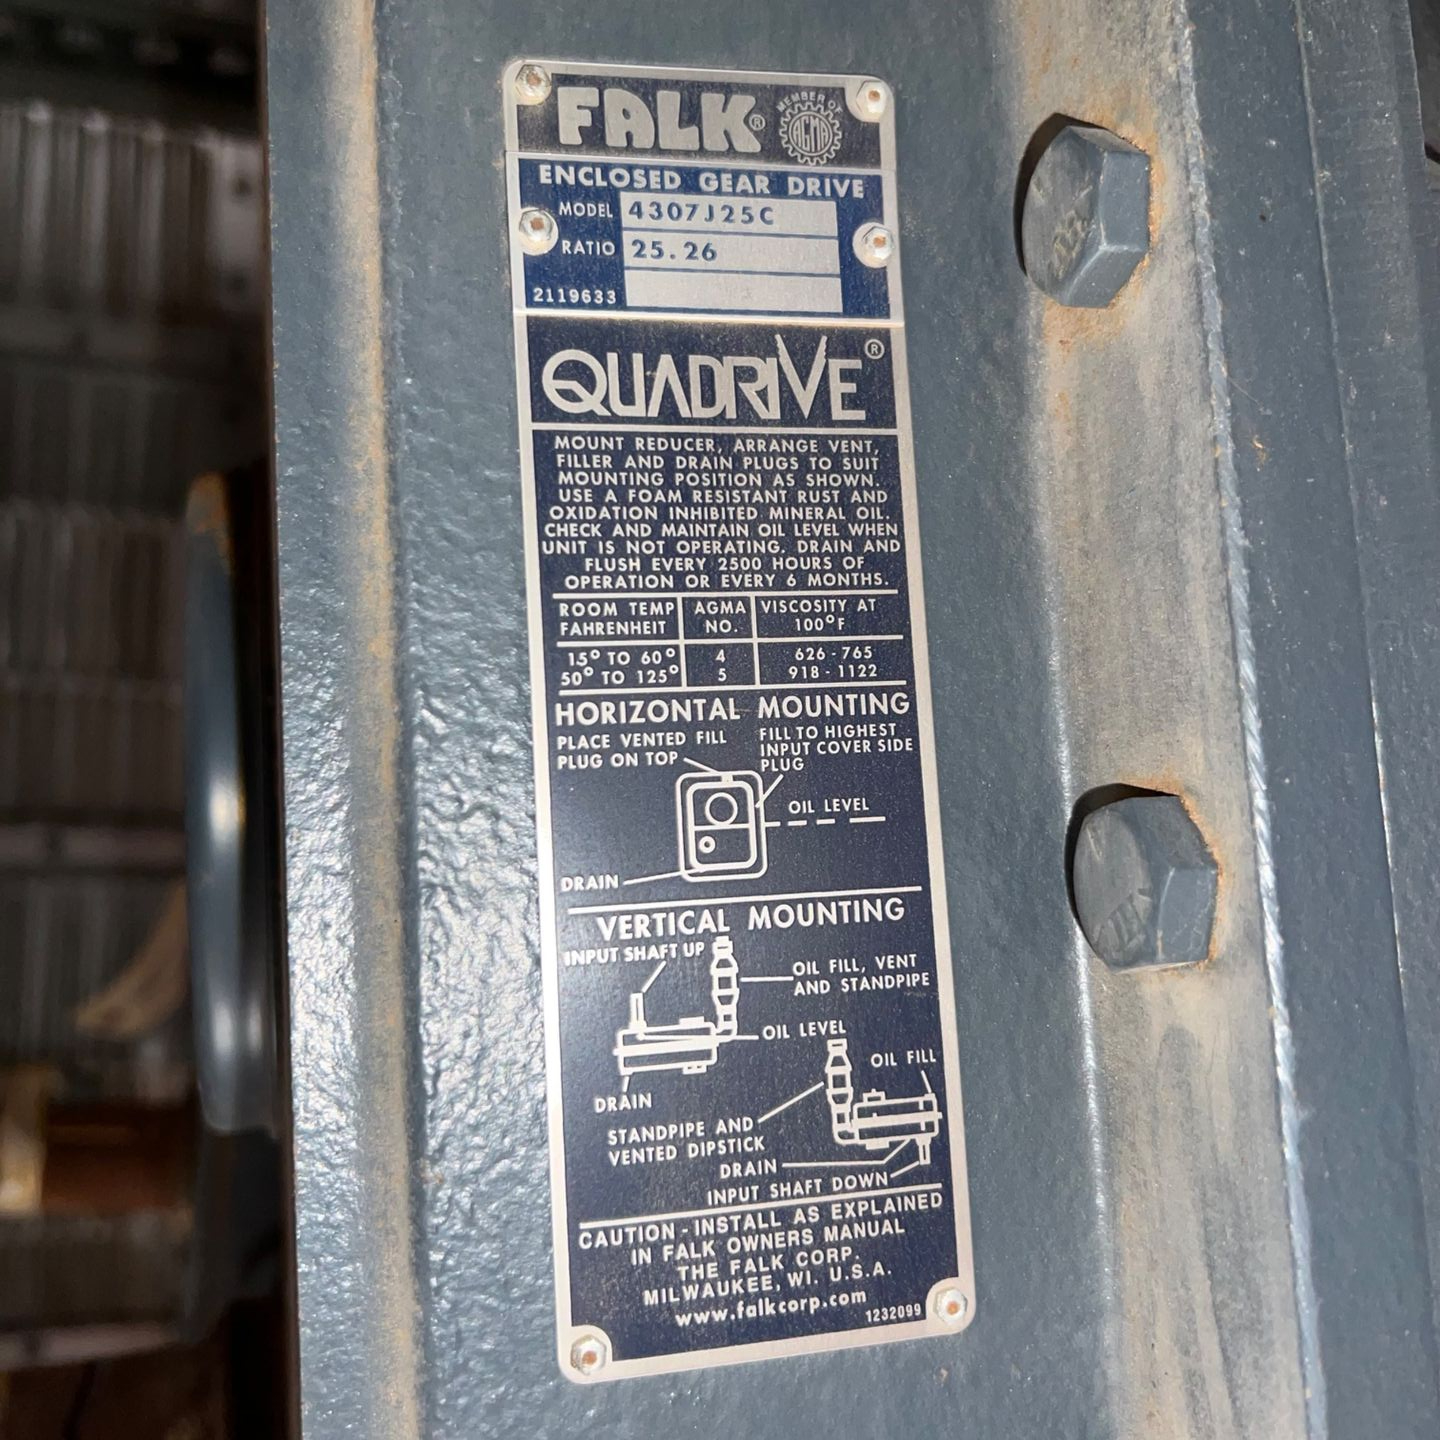 FALK®
MEMBER OF
AGMA
ENCLOSED GEAR DRIVE
MODEL 4307J25C
RATIO 25.26
2119633
QUADRIVE®
MOUNT REDUCER, ARRANGE VENT,
FILLER AND DRAIN PLUGS TO SUIT
MOUNTING POSITION AS SHOWN.
USE A FOAM RESISTANT RUST AND
OXIDATION INHIBITED MINERAL OIL.
CHECK AND MAINTAIN OIL LEVEL WHEN
UNIT IS NOT OPERATING. DRAIN AND
FLUSH EVERY 2500 HOURS OF
OPERATION OR EVERY 6 MONTHS.
ROOM TEMP AGMA VISCOSITY AT
FAHRENHEIT NO. 100°F
15° TO 60° 4 626 - 765
50° TO 125° 5 918 - 1122
HORIZONTAL MOUNTING
PLACE VENTED FILL
PLUG ON TOP
FILL TO HIGHEST
INPUT COVER SIDE
PLUG
OIL LEVEL
DRAIN
VERTICAL MOUNTING
INPUT SHAFT UP
OIL FILL, VENT
AND STANDPIPE
OIL LEVEL
DRAIN
OIL FILL
STANDPIPE AND
VENTED DIPSTICK
DRAIN
INPUT SHAFT DOWN
CAUTION - INSTALL AS EXPLAINED
IN FALK OWNERS MANUAL
THE FALK CORP.
MILWAUKEE, WI. U.S.A.
www.falkcorp.com
1232099